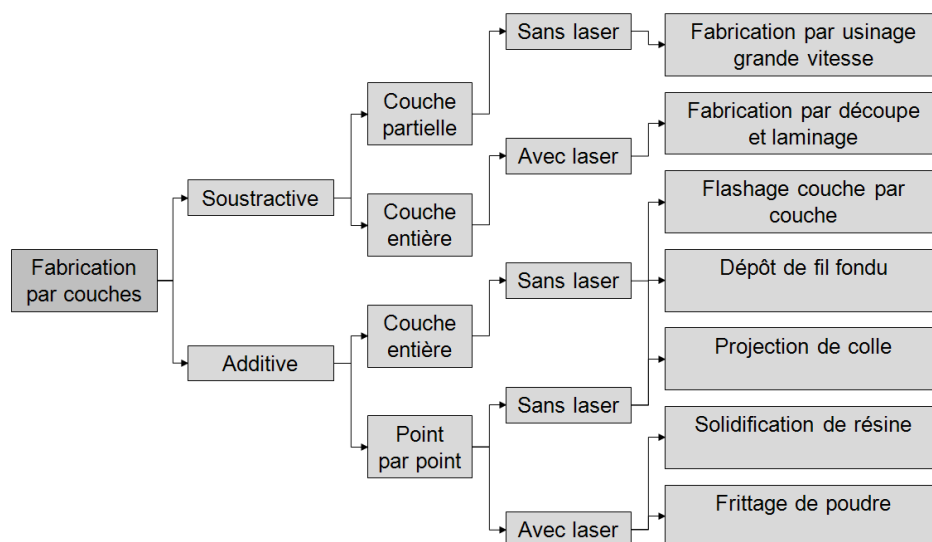 Fabrication
par couches
Soustractive
Additive
Couche
partielle
Couche
entière
Couche
entière
Point
par point
Sans laser
Avec laser
Sans laser
Sans laser
Avec laser
Fabrication par usinage
grande vitesse
Fabrication par découpe
et laminage
Flashage couche par
couche
Dépôt de fil fondu
Projection de colle
Solidification de résine
Frittage de poudre